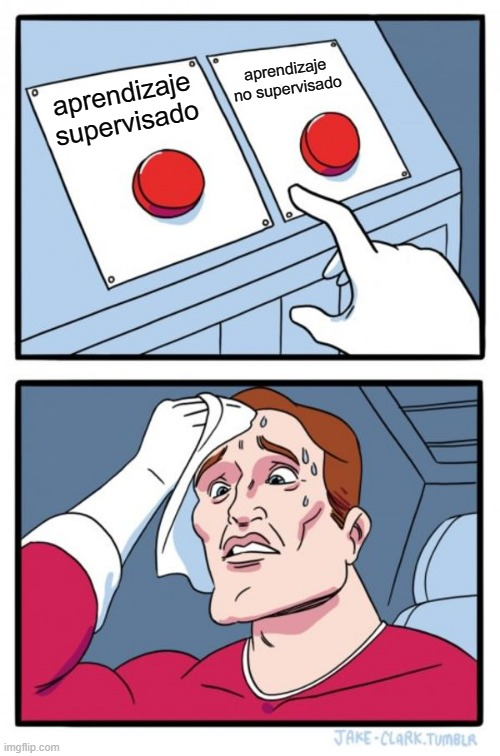 aprendizaje
supervisado
aprendizaje
no supervisado
JAKE-CLARK.TUMBLR
imgflip.com